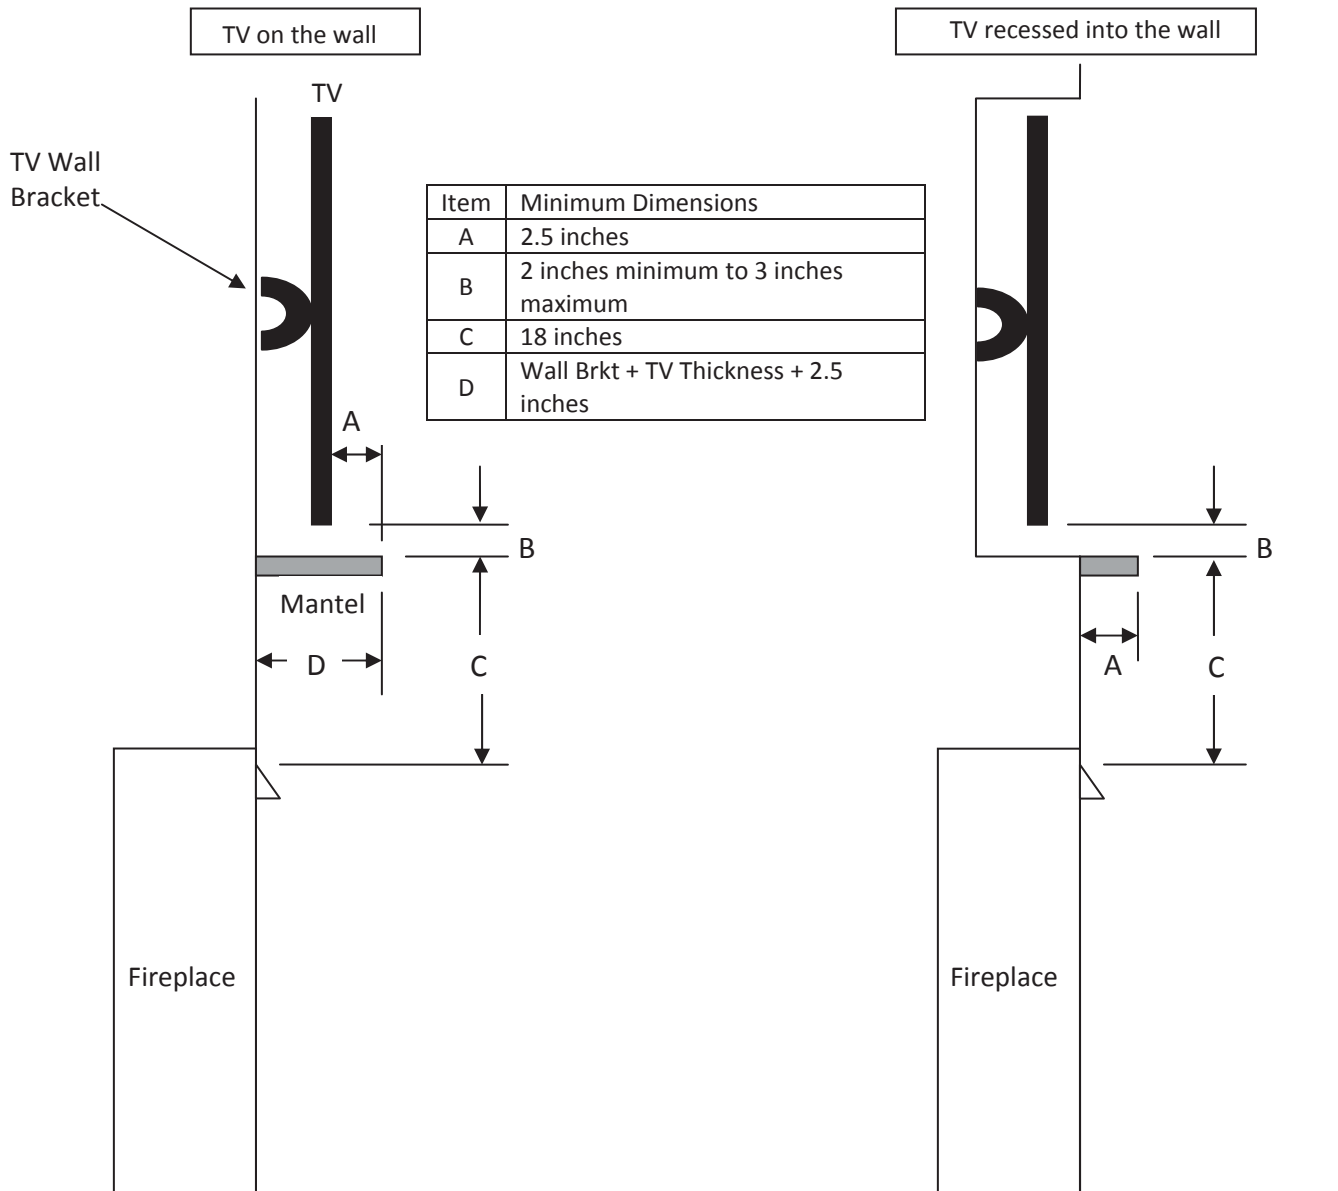 TV on the wall
TV recessed into the wall
TV
TV Wall
Bracket
Item Minimum Dimensions
A 2.5 inches
B 2 inches minimum to 3 inches
maximum
C 18 inches
D Wall Brkt + TV Thickness + 2.5
inches
A
B
Mantel
D
C
Fireplace
B
A
C
Fireplace